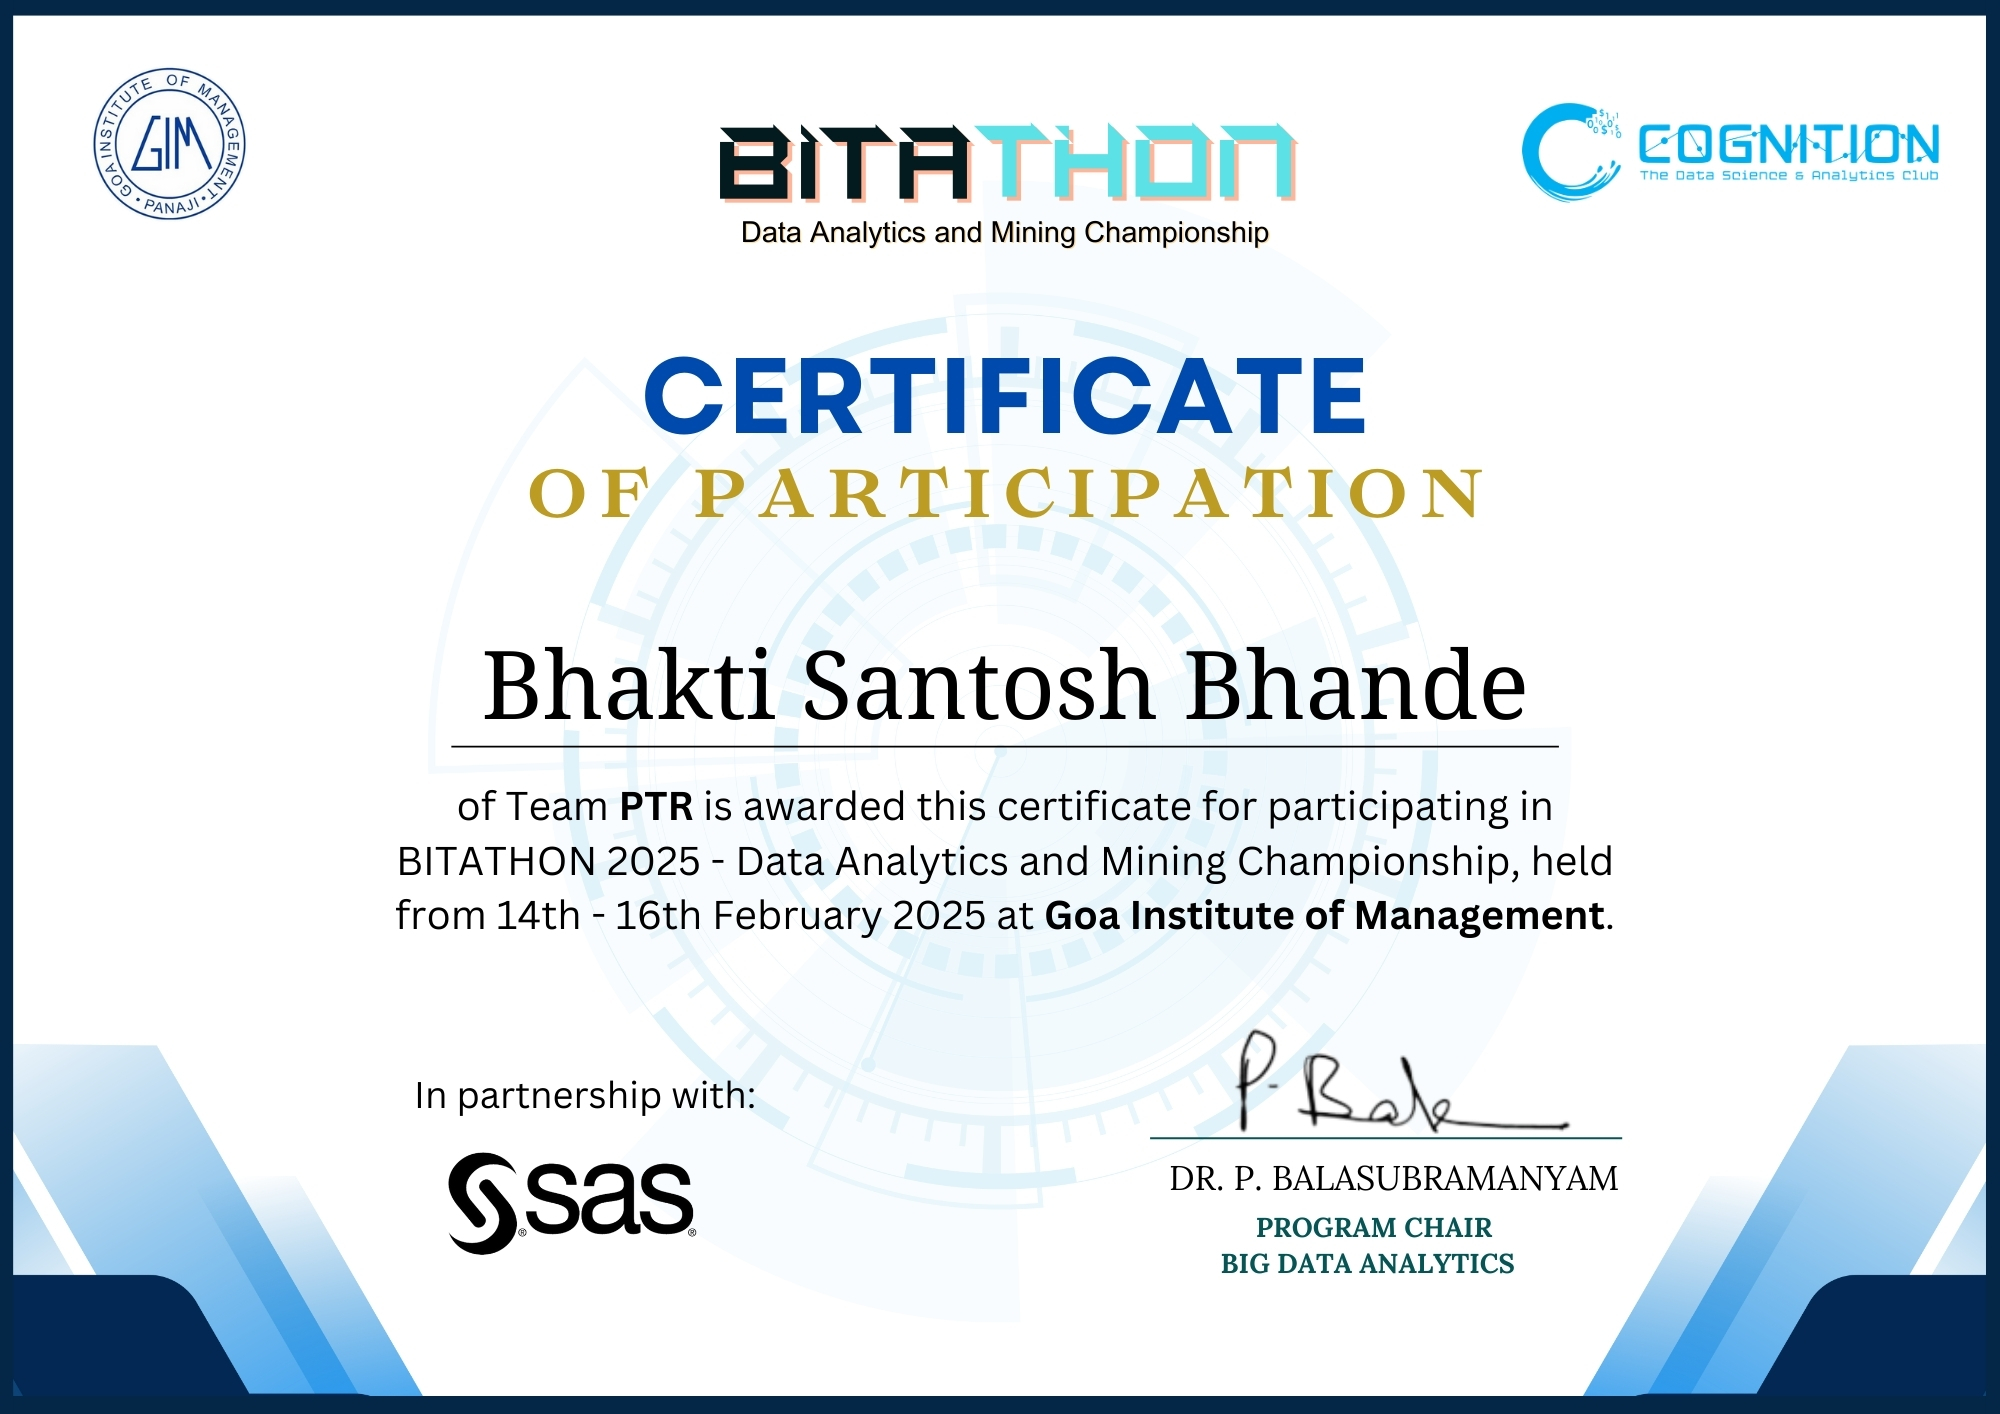 GOA INSTITUTE OF MANAGEMENT
GIM
• PANAJI •
BITATHON
Data Analytics and Mining Championship
COGNITION
The Data Science & Analytics Club
CERTIFICATE
OF PARTICIPATION
Bhakti Santosh Bhande
of Team PTR is awarded this certificate for participating in
BITATHON 2025 - Data Analytics and Mining Championship, held
from 14th - 16th February 2025 at Goa Institute of Management.
In partnership with:
sas
P. Bala
DR. P. BALASUBRAMANYAM
PROGRAM CHAIR
BIG DATA ANALYTICS